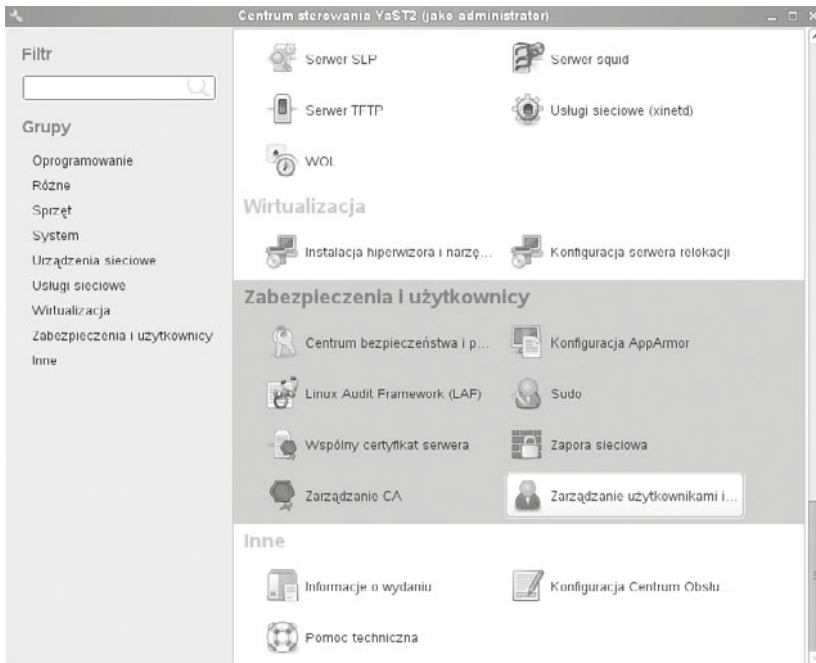 Centrum sterowania YaST2 (jako administrator)
Filtr
Grupy
Oprogramowanie
Różne
Sprzęt
System
Urządzenia sieciowe
Usługi sieciowe
Wirtualizacja
Zabezpieczenia i użytkownicy
Inne
Serwer SLP
Serwer squid
Serwer TFTP
Usługi sieciowe (xinetd)
WOL
Wirtualizacja
Instalacja hiperwizora i narzę...
Konfiguracja serwera relokacji
Zabezpieczenia i użytkownicy
Centrum bezpieczeństwa i p...
Konfiguracja AppArmor
Linux Audit Framework (LAF)
Sudo
Wspólny certyfikat serwera
Zapora sieciowa
Zarządzanie CA
Zarządzanie użytkownikami i...
Inne
Informacje o wydaniu
Konfiguracja Centrum Obsłu...
Pomoc techniczna